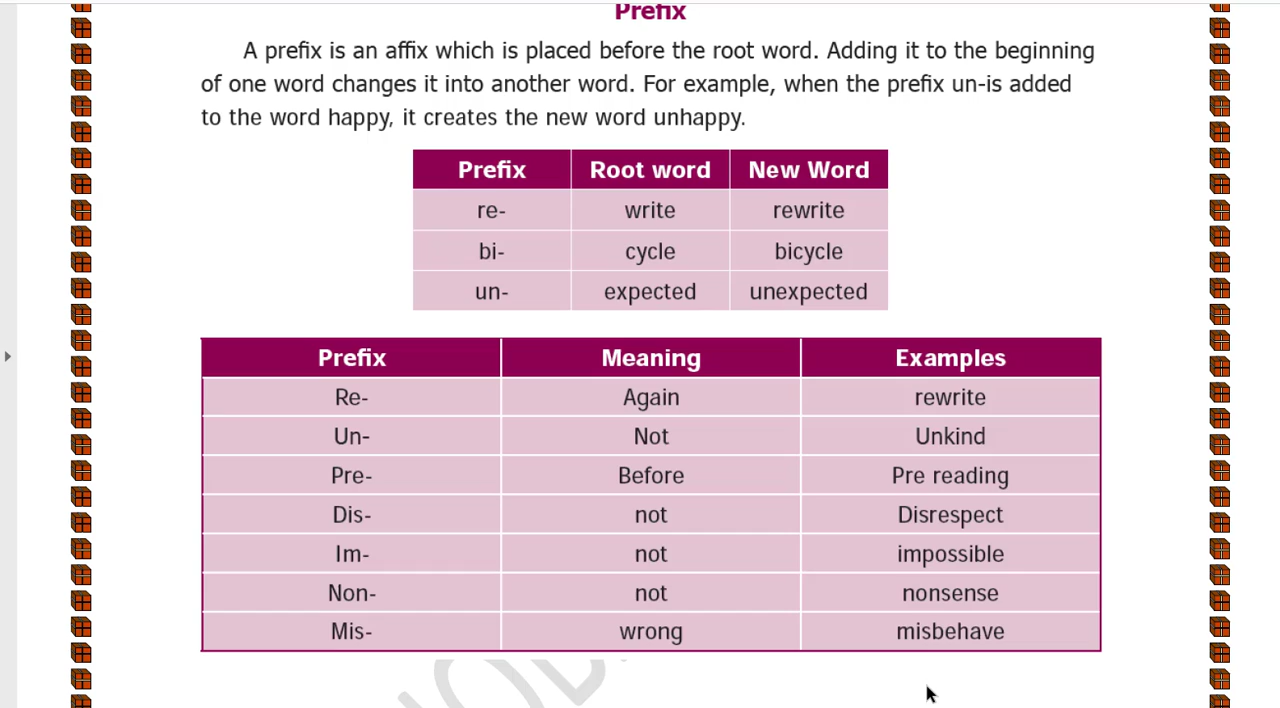 Prefix
A prefix is an affix which is placed before the root word. Adding it to the beginning
of one word changes it into another word. For example, when the prefix un-is added
to the word happy, it creates the new word unhappy.
Prefix Root word New Word
re- write rewrite
bi- cycle bicycle
un- expected unexpected
Prefix Meaning Examples
Re- Again rewrite
Un- Not Unkind
Pre- Before Pre reading
Dis- not Disrespect
Im- not impossible
Non- not nonsense
Mis- wrong misbehave